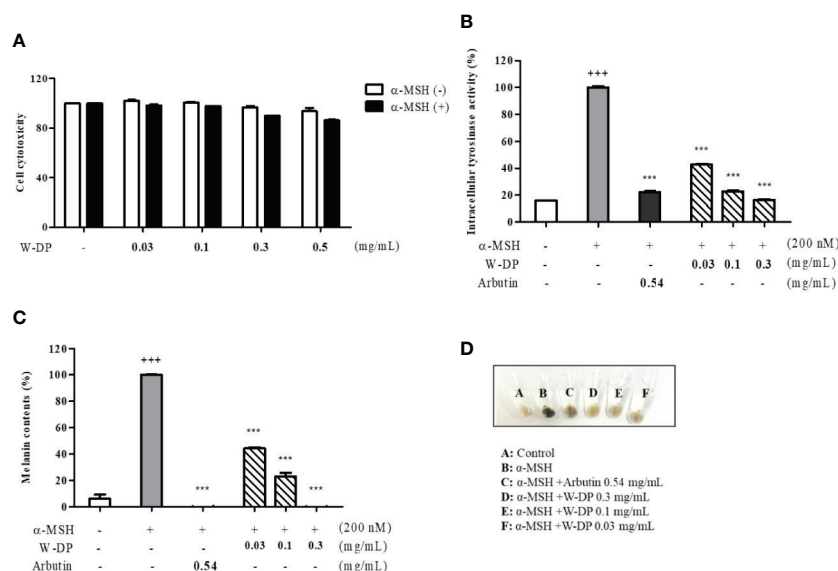 A
120
80
40
0
Cell cytotoxicity
α-MSH (-)
α-MSH (+)
W-DP - 0.03 0.1 0.3 0.5 (mg/mL)
B
120
100
80
60
40
20
0
Intracellular tyrosinase activity (%)
+++
***
***
***
***
α-MSH - + + + + + (200 nM)
W-DP - - - 0.03 0.1 0.3 (mg/mL)
Arbutin - - 0.54 - - - (mg/mL)
C
120
100
80
60
40
20
0
Melanin contents (%)
+++
***
***
***
***
α-MSH - + + + + + (200 nM)
W-DP - - - 0.03 0.1 0.3 (mg/mL)
Arbutin - - 0.54 - - - (mg/mL)
D
A B C D E F
A: Control
B: α-MSH
C: α-MSH +Arbutin 0.54 mg/mL
D: α-MSH +W-DP 0.3 mg/mL
E: α-MSH +W-DP 0.1 mg/mL
F: α-MSH +W-DP 0.03 mg/mL